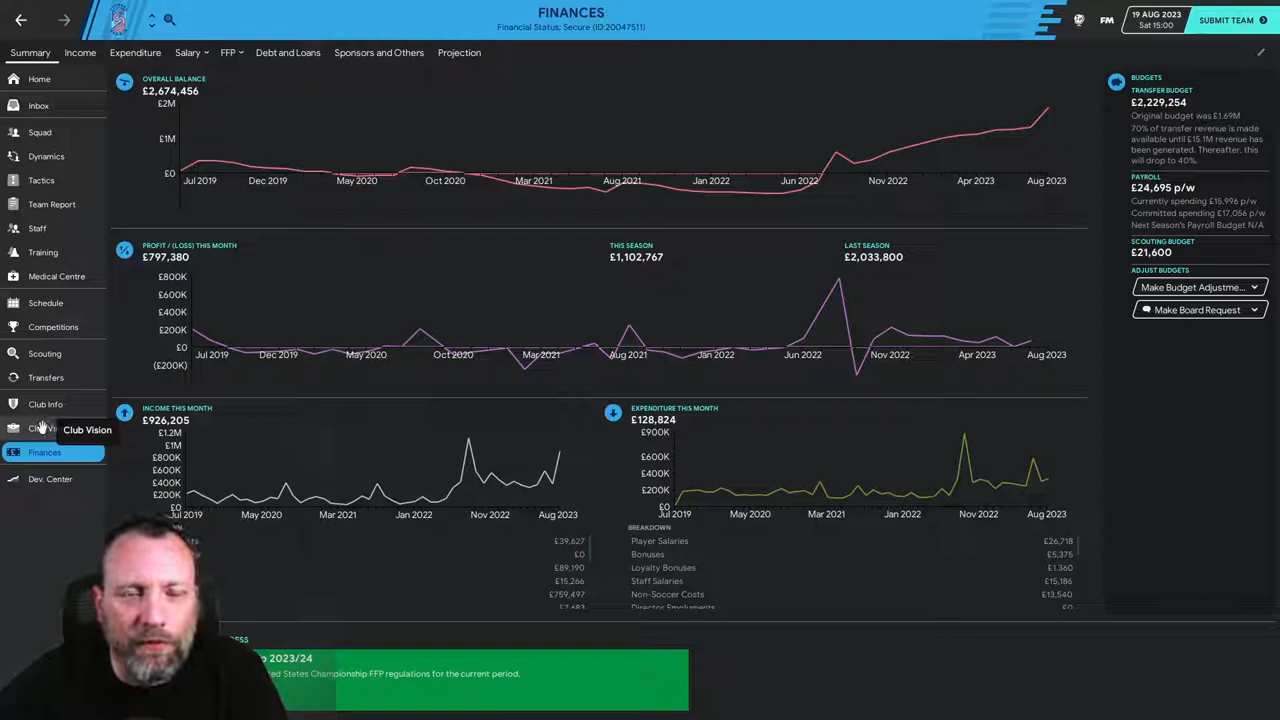 FINANCES
Financial Status: Secure (ID:20047511)
FM
19 AUG 2023
Sat 15:00
SUBMIT TEAM
Summary
Income
Expenditure
Salary
FFP
Debt and Loans
Sponsors and Others
Projection
Home
Inbox
Squad
Dynamics
Tactics
Team Report
Staff
Training
Medical Centre
Schedule
Competitions
Scouting
Transfers
Club Info
Club Vision
Finances
Dev. Center
OVERALL BALANCE
£2,674,456
£2M
£1M
£0
Jul 2019 Dec 2019 May 2020 Oct 2020 Mar 2021 Aug 2021 Jan 2022 Jun 2022 Nov 2022 Apr 2023 Aug 2023
PROFIT / (LOSS) THIS MONTH
£797,380
THIS SEASON
£1,102,767
LAST SEASON
£2,033,800
£800K
£600K
£400K
£200K
£0
(£200K)
Jul 2019 Dec 2019 May 2020 Oct 2020 Mar 2021 Aug 2021 Jan 2022 Jun 2022 Nov 2022 Apr 2023 Aug 2023
INCOME THIS MONTH
£926,205
£1.2M
£1M
£800K
£600K
£400K
£200K
£0
Jul 2019 May 2020 Mar 2021 Jan 2022 Nov 2022 Aug 2023
£39,627
£0
£89,190
£15,266
£759,497
£7,683
EXPENDITURE THIS MONTH
£128,824
£900K
£600K
£400K
£200K
£0
Jul 2019 May 2020 Mar 2021 Jan 2022 Nov 2022 Aug 2023
BREAKDOWN
Player Salaries £26,718
Bonuses £5,375
Loyalty Bonuses £1,360
Staff Salaries £15,186
Non-Soccer Costs £13,540
Director Emoluments £0
2023/24
ed States Championship FFP regulations for the current period.
BUDGETS
TRANSFER BUDGET
£2,229,254
Original budget was £1.69M
70% of transfer revenue is made
available until £15.1M revenue has
been generated. Thereafter, this
will drop to 40%.
PAYROLL
£24,695 p/w
Currently spending £15,996 p/w
Committed spending £17,056 p/w
Next Season's Payroll Budget N/A
SCOUTING BUDGET
£21,600
ADJUST BUDGETS
Make Budget Adjustme...
Make Board Request